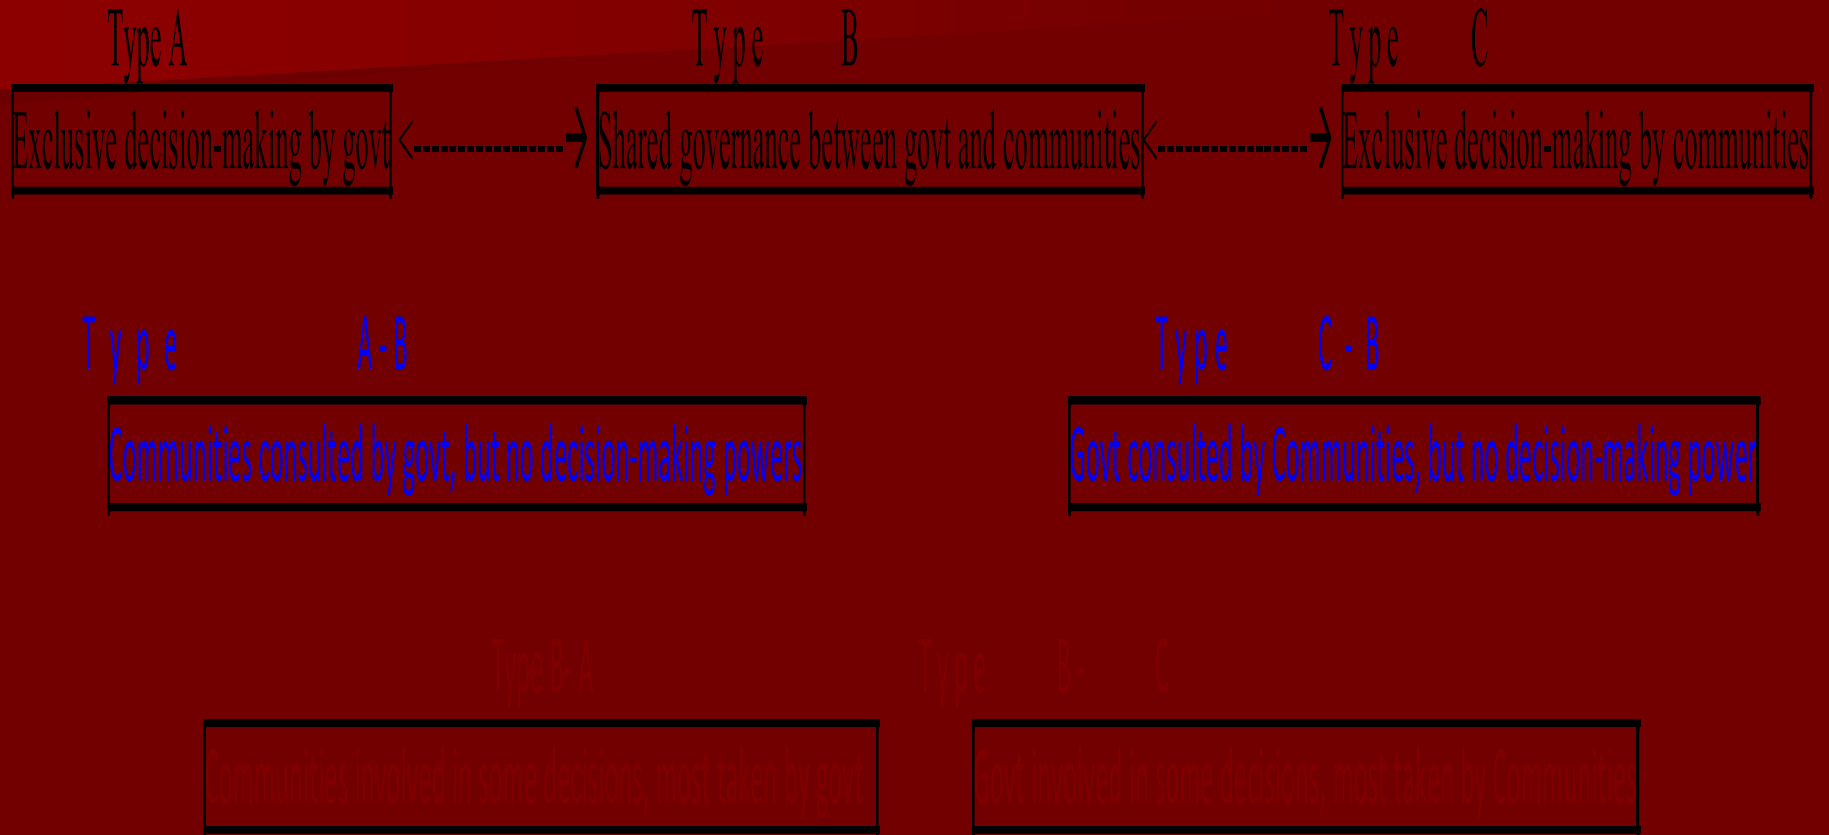 Type A Type B Type C
Exclusive decision-making by govt <--------------→ Shared governance between govt and communities <--------------→ Exclusive decision-making by communities
Type A-B Type C-B
Communities consulted by govt, but no decision-making powers Govt consulted by Communities, but no decision-making power
Type B-A Type B-C
Communities involved in some decisions, most taken by govt Govt involved in some decisions, most taken by Communities